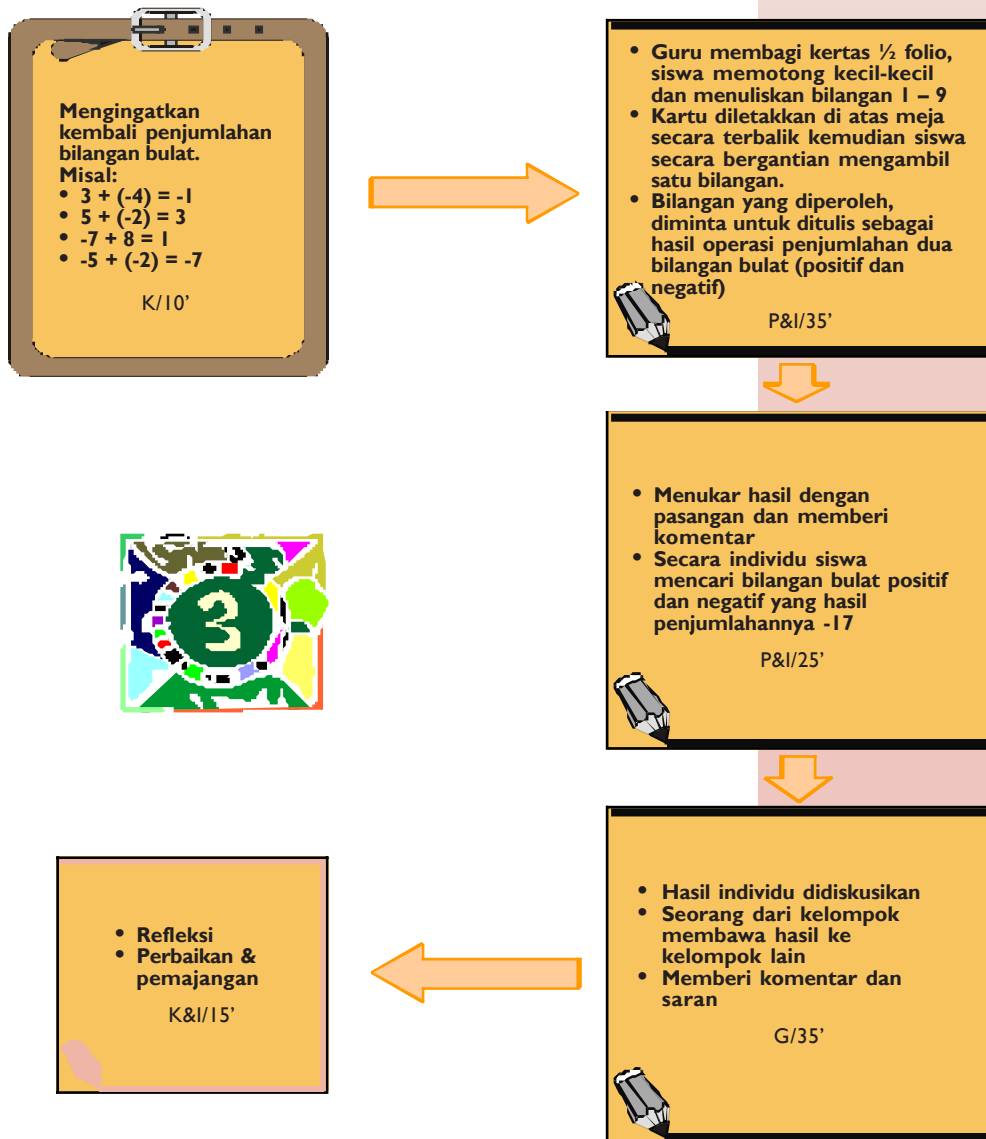 Mengingatkan
kembali penjumlahan
bilangan bulat.
Misal:
• 3 + (-4) = -1
• 5 + (-2) = 3
• -7 + 8 = 1
• -5 + (-2) = -7
K/10’
• Guru membagi kertas ½ folio,
siswa memotong kecil-kecil
dan menuliskan bilangan 1 – 9
• Kartu diletakkan di atas meja
secara terbalik kemudian siswa
secara bergantian mengambil
satu bilangan.
• Bilangan yang diperoleh,
diminta untuk ditulis sebagai
hasil operasi penjumlahan dua
bilangan bulat (positif dan
negatif)
P&I/35’
• Menukar hasil dengan
pasangan dan memberi
komentar
• Secara individu siswa
mencari bilangan bulat positif
dan negatif yang hasil
penjumlahannya -17
P&I/25’
3
• Hasil individu didiskusikan
• Seorang dari kelompok
membawa hasil ke
kelompok lain
• Memberi komentar dan
saran
G/35’
• Refleksi
• Perbaikan &
pemajangan
K&I/15’